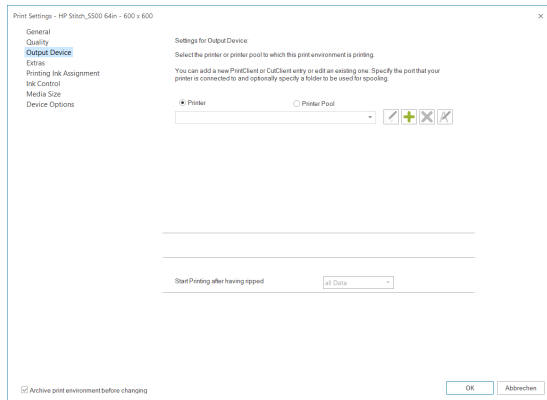 Print Settings - HP Stitch_S500 64in - 600 x 600
General
Quality
Output Device
Extras
Printing Ink Assignment
Ink Control
Media Size
Device Options
Settings for Output Device:
Select the printer or printer pool to which this print environment is printing.
You can add a new PrintClient or CutClient entry or edit an existing one: Specify the port that your
printer is connected to and optionally specify a folder to be used for spooling.
Printer
Printer Pool
Start Printing after having ripped
all Data
Archive print environment before changing
OK
Abbrechen